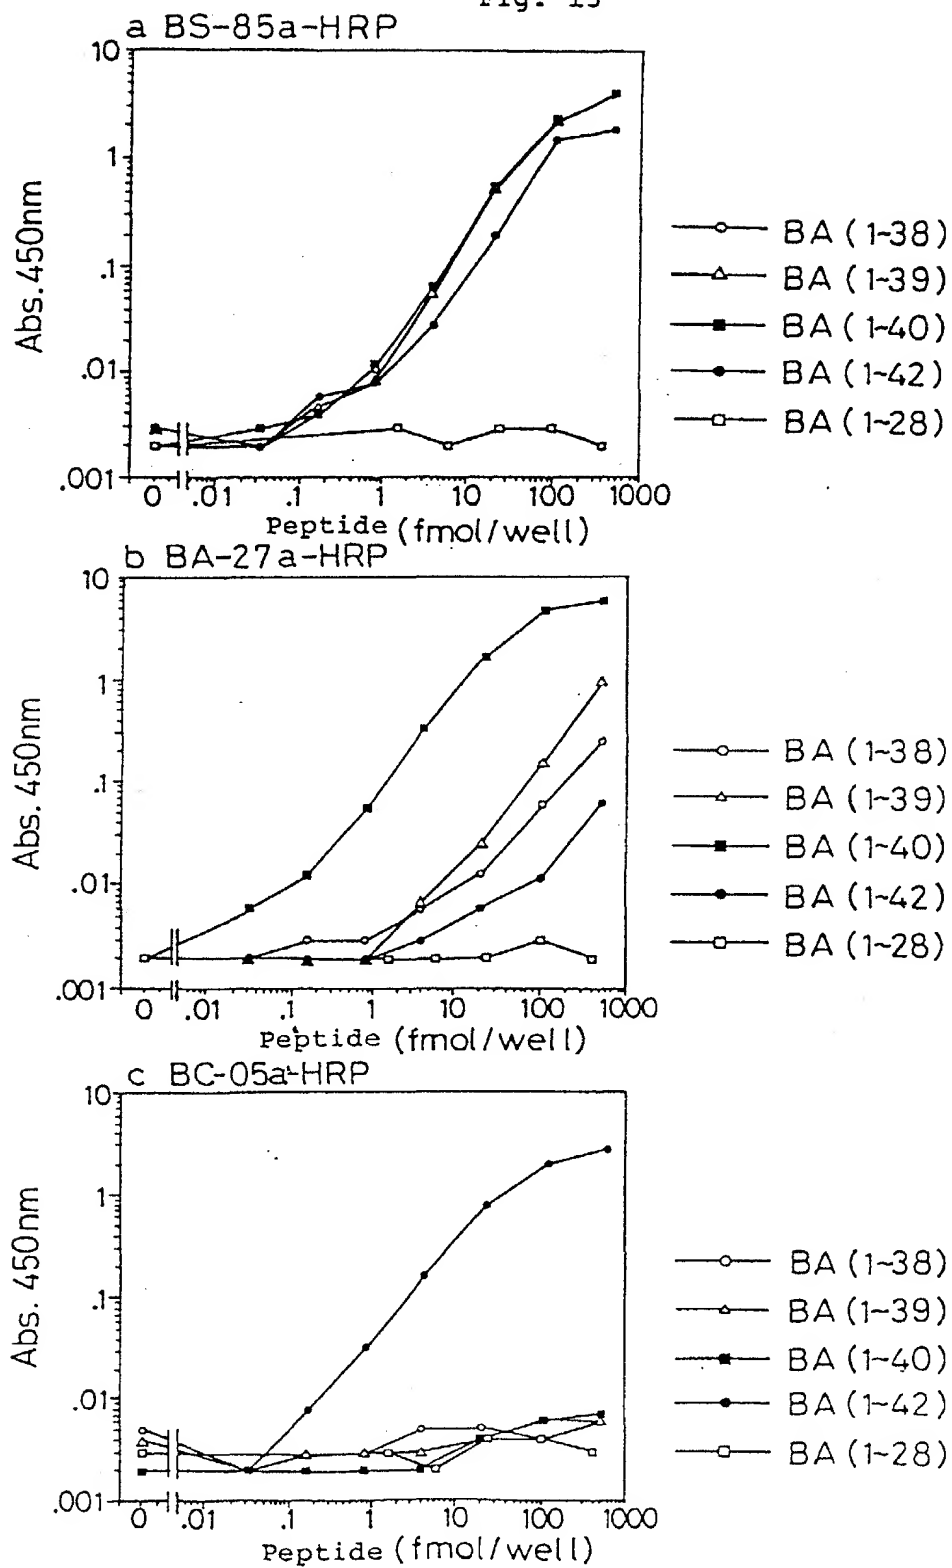 Fig. 13
a BS-85a-HRP
10
1
.1
.01
.001
Abs. 450nm
0 .01 .1 1 10 100 1000
Peptide (fmol/well)
BA (1~38)
BA (1~39)
BA (1~40)
BA (1~42)
BA (1~28)
b BA-27a-HRP
10
1
.1
.01
.001
Abs. 450nm
0 .01 .1 1 10 100 1000
Peptide (fmol/well)
BA (1~38)
BA (1~39)
BA (1~40)
BA (1~42)
BA (1~28)
c BC-05a-HRP
10
1
.1
.01
.001
Abs. 450nm
0 .01 .1 1 10 100 1000
Peptide (fmol/well)
BA (1~38)
BA (1~39)
BA (1~40)
BA (1~42)
BA (1~28)